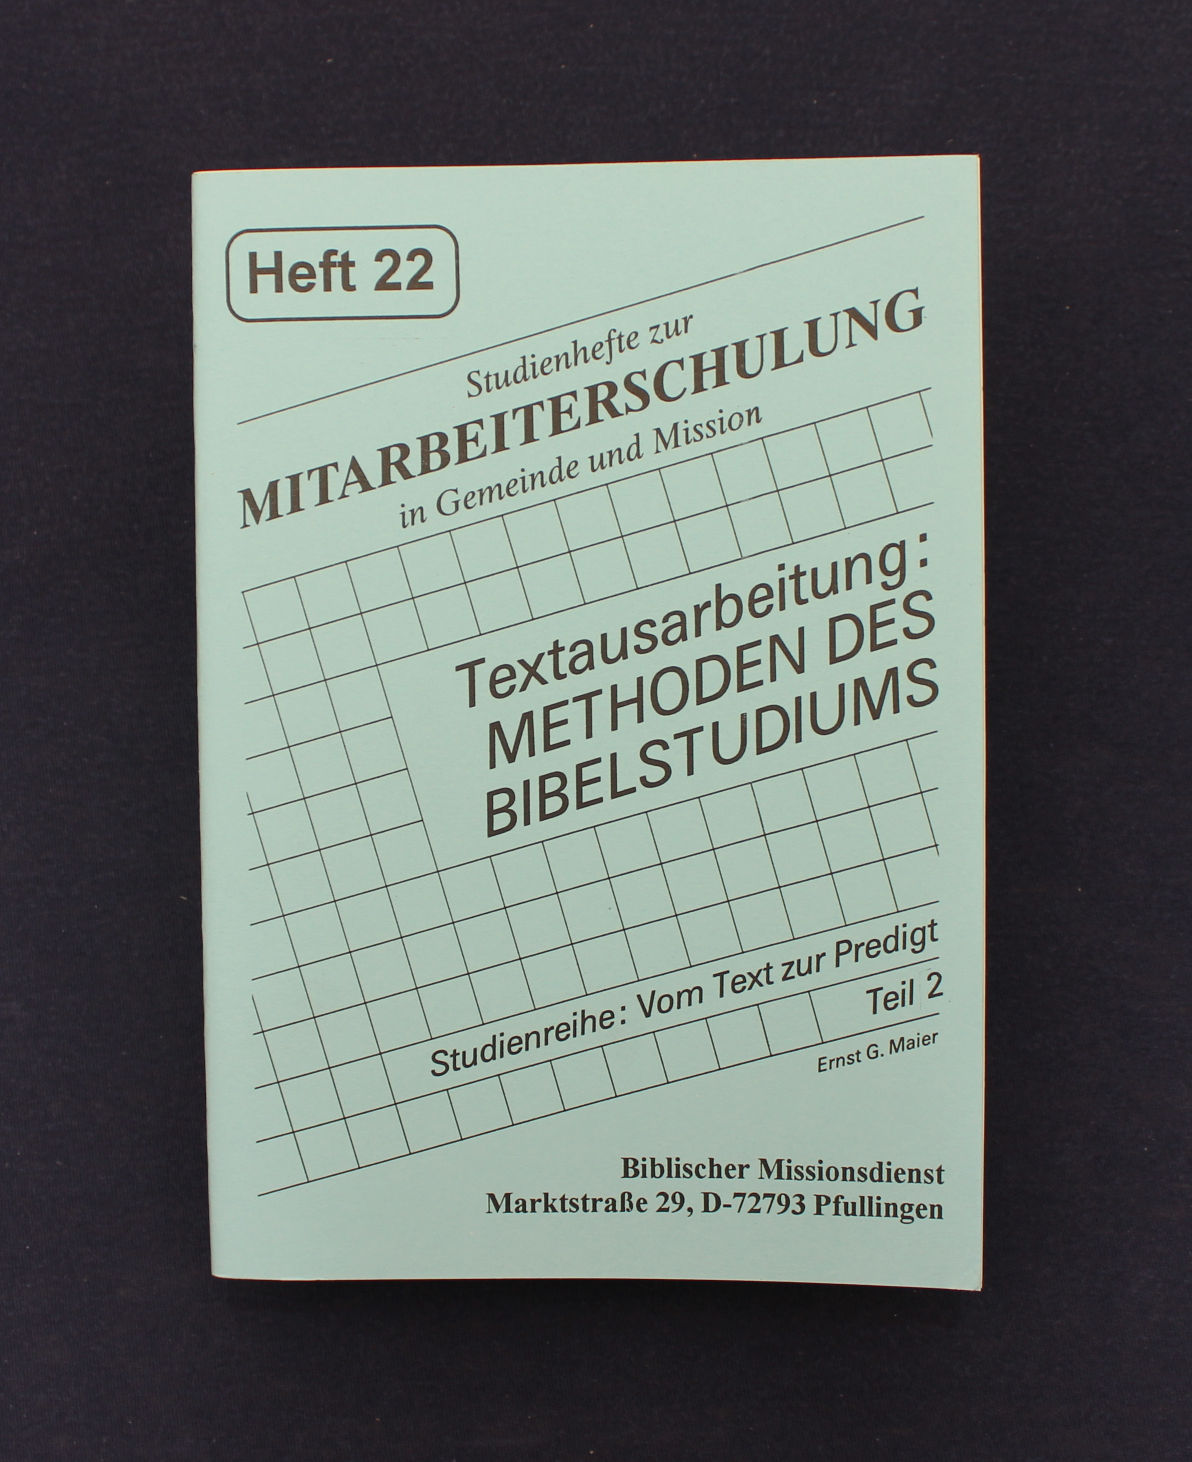 Heft 22
Studienhefte zur
MITARBEITERSCHULUNG
in Gemeinde und Mission
Textausarbeitung:
METHODEN DES
BIBELSTUDIUMS
Studienreihe: Vom Text zur Predigt
Teil 2
Ernst G. Maier
Biblischer Missionsdienst
Marktstraße 29, D-72793 Pfullingen